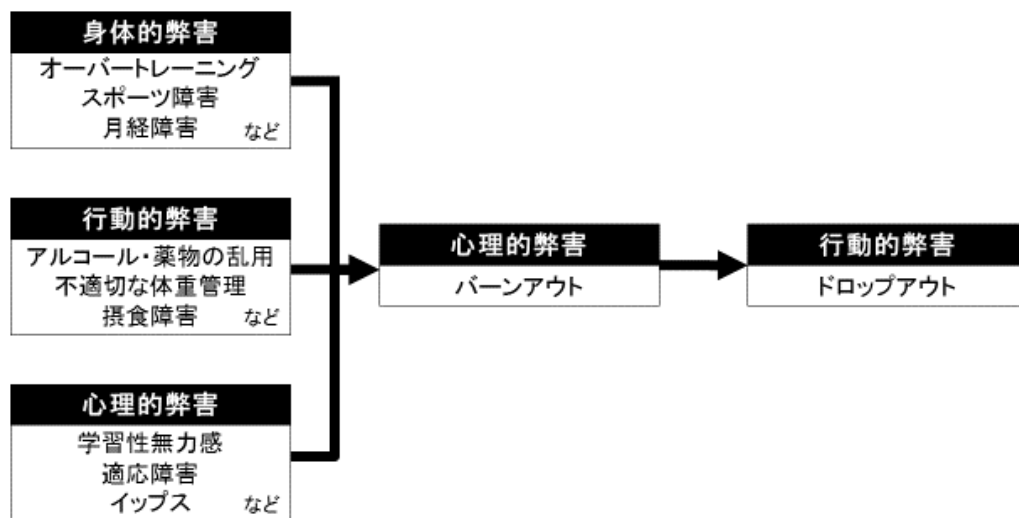 身体的弊害
オーバートレーニング
スポーツ障害
月経障害 など
行動的弊害
アルコール・薬物の乱用
不適切な体重管理
摂食障害 など
心理的弊害
学習性無力感
適応障害
イップス など
心理的弊害
バーンアウト
行動的弊害
ドロップアウト